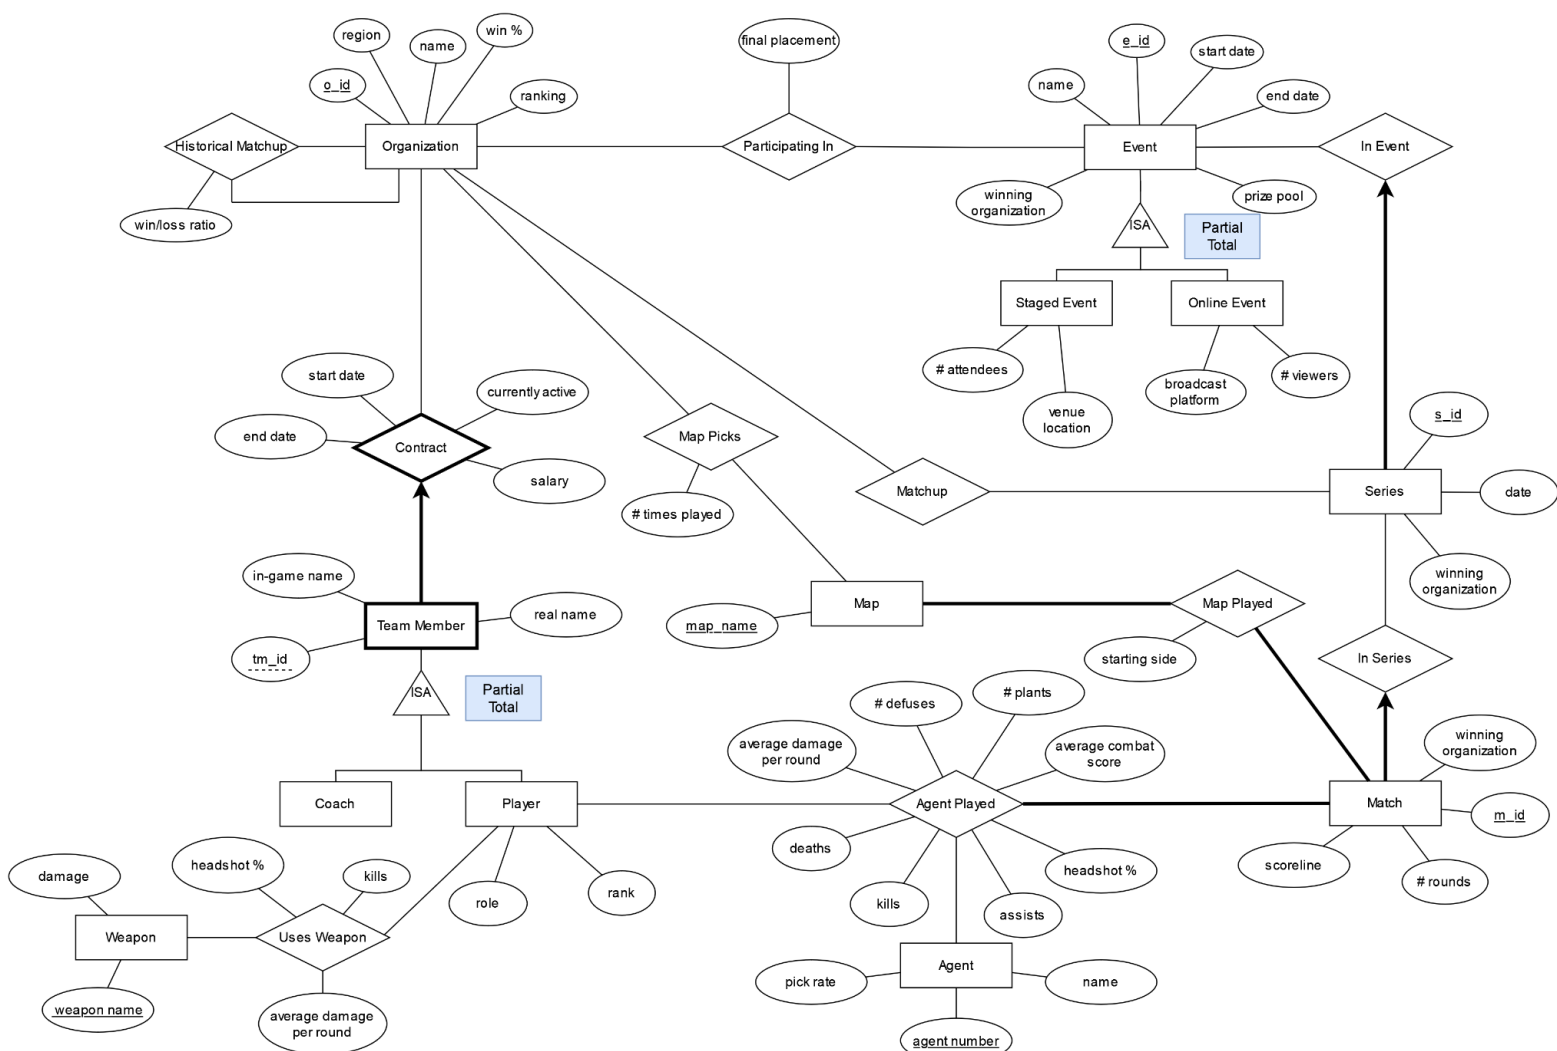 region
name
win %
o_id
ranking
Historical Matchup
Organization
win/loss ratio
final placement
Participating In
e_id
start date
name
end date
Event
In Event
winning
organization
prize pool
ISA
Partial
Total
Staged Event
Online Event
# attendees
venue
location
broadcast
platform
# viewers
start date
currently active
end date
Contract
salary
Map Picks
# times played
Matchup
s_id
Series
date
winning
organization
in-game name
real name
Team Member
tm_id
ISA
Partial
Total
Map
map_name
Map Played
starting side
In Series
# defuses
# plants
average damage
per round
average combat
score
winning
organization
Coach
Player
Agent Played
Match
m_id
deaths
headshot %
scoreline
# rounds
kills
assists
role
rank
damage
headshot %
kills
Weapon
Uses Weapon
weapon name
average damage
per round
Agent
pick rate
name
agent number